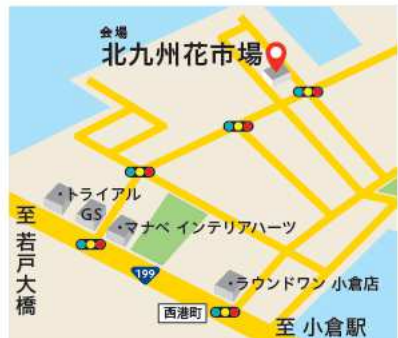 会場
北九州花市場
トライアル
GS
マナベ インテリアハーツ
至 若戸大橋
199
ラウンドワン 小倉店
西港町
至 小倉駅